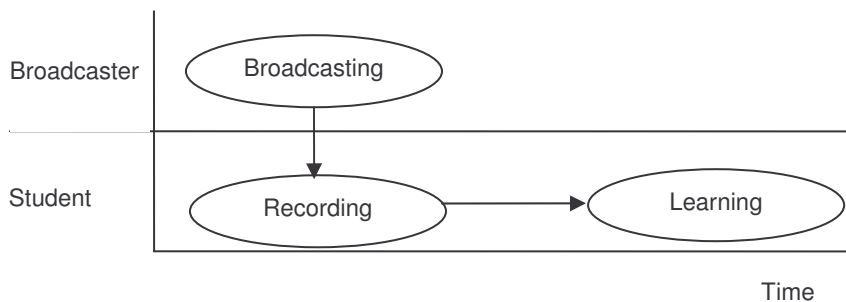 Broadcaster
Broadcasting
Student
Recording
Learning
Time